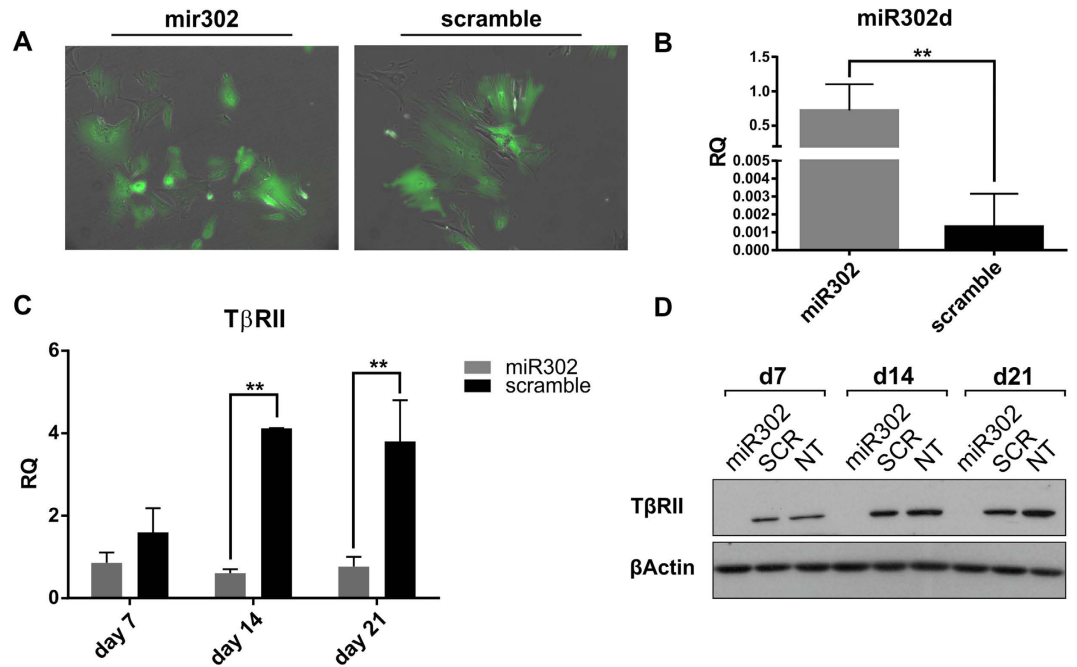 A
mir302
scramble
B
miR302d
**
RQ
1.5
1.0
0.5
0.005
0.003
0.002
0.001
0.000
miR302
scramble
C
TβRII
RQ
6
4
2
0
**
**
miR302
scramble
day 7
day 14
day 21
D
d7
d14
d21
miR302
SCR
NT
miR302
SCR
NT
miR302
SCR
NT
TβRII
βActin